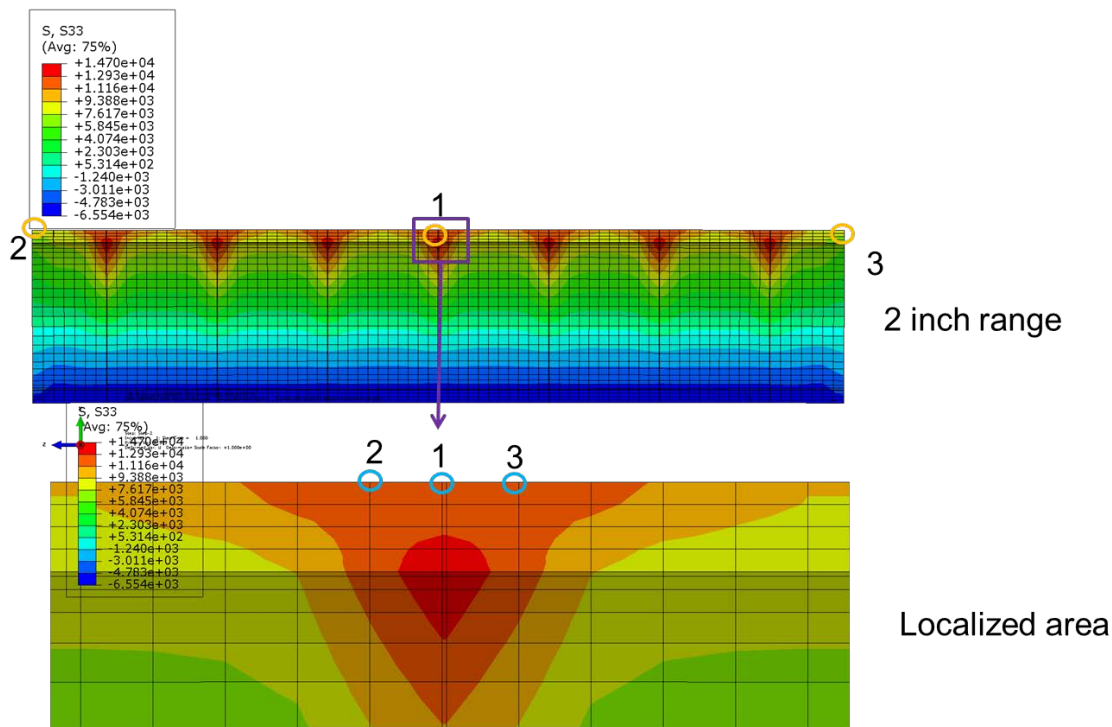 S, S33
(Avg: 75%)
+1.470e+04
+1.293e+04
+1.116e+04
+9.388e+03
+7.617e+03
+5.845e+03
+4.074e+03
+2.303e+03
+5.314e+02
-1.240e+03
-3.011e+03
-4.783e+03
-6.554e+03
1
2
3
2 inch range
S, S33
(Avg: 75%)
+1.470e+04
+1.293e+04
+1.116e+04
+9.388e+03
+7.617e+03
+5.845e+03
+4.074e+03
+2.303e+03
+5.314e+02
-1.240e+03
-3.011e+03
-4.783e+03
-6.554e+03
z
2
1
3
Localized area